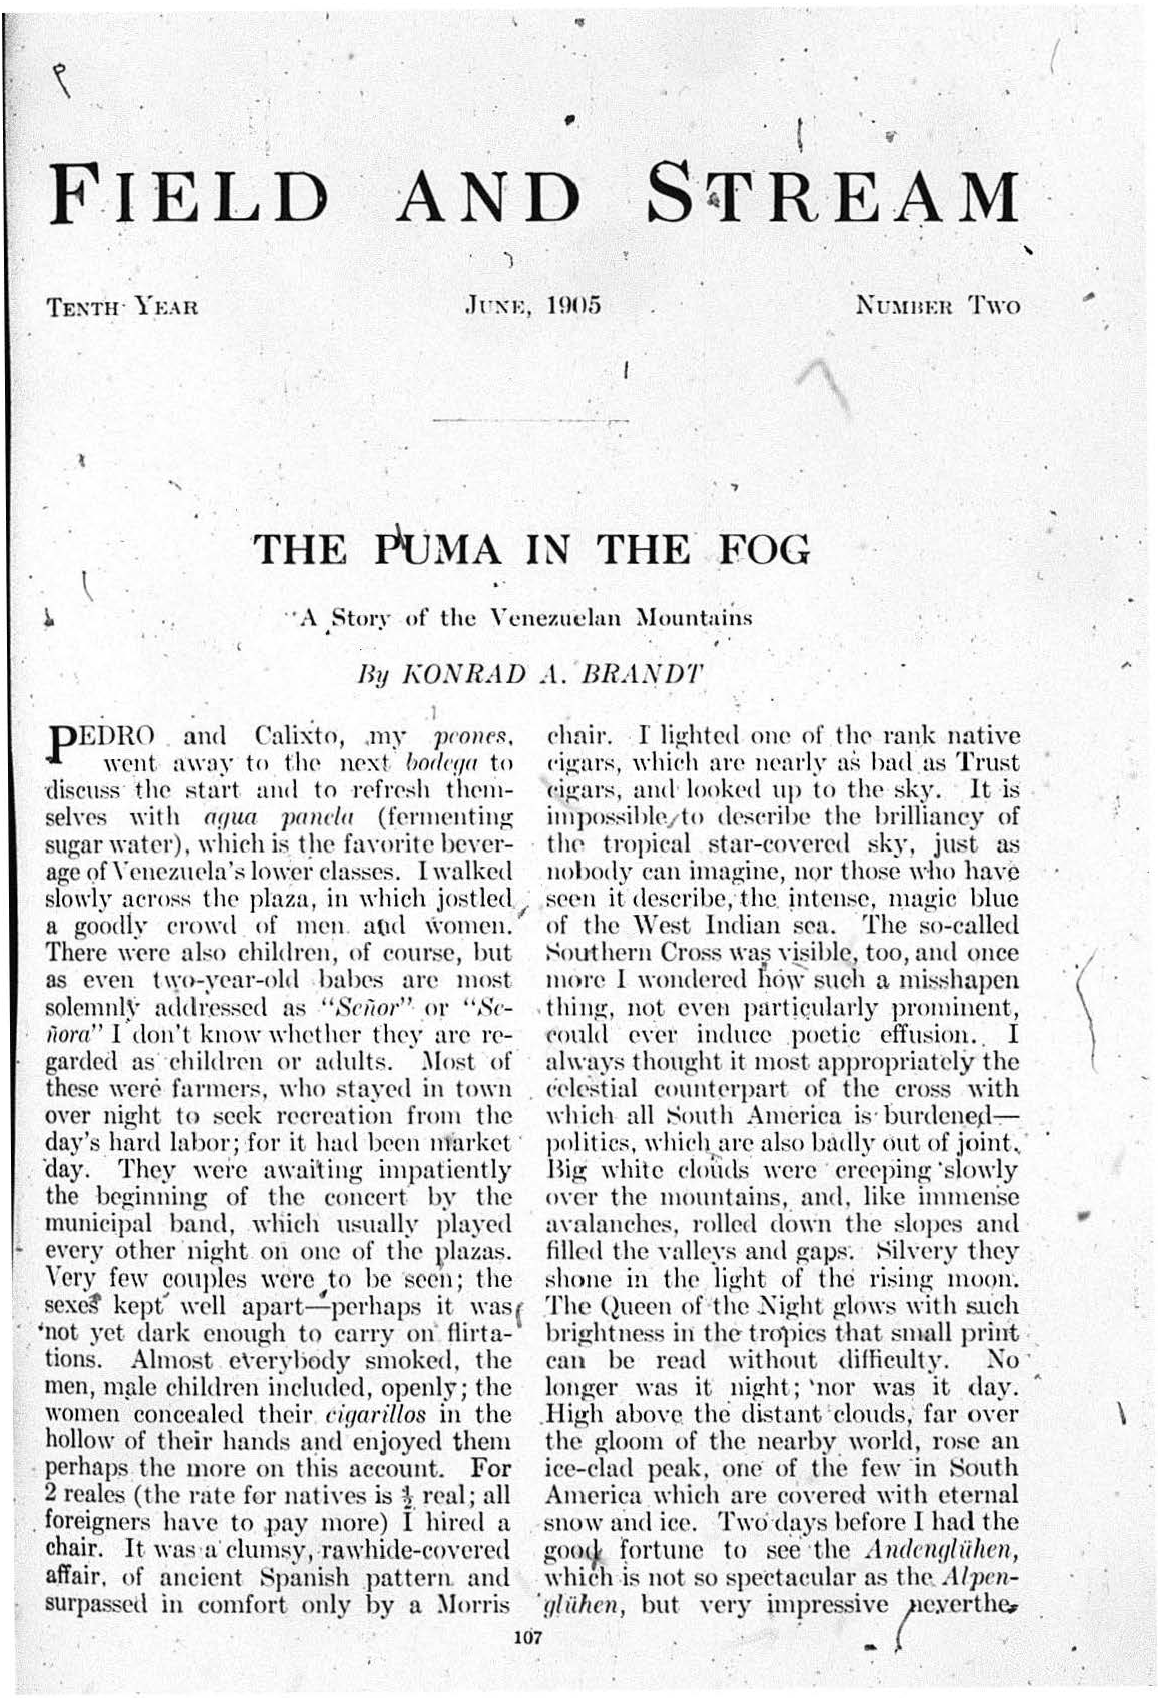 FIELD AND STREAM
TENTH YEAR JUNE, 1905 NUMBER TWO
THE PUMA IN THE FOG
A Story of the Venezuelan Mountains
By KONRAD A. BRANDT
PEDRO and Calixto, my peones,
went away to the next bodega to
discuss the start and to refresh them-
selves with agua panela (fermenting
sugar water), which is the favorite bever-
age of Venezuela's lower classes. I walked
slowly across the plaza, in which jostled
a goodly crowd of men and women.
There were also children, of course, but
as even two-year-old babes are most
solemnly addressed as "Señor" or "Se-
ñora" I don't know whether they are re-
garded as children or adults. Most of
these were farmers, who stayed in town
over night to seek recreation from the
day's hard labor; for it had been market
day. They were awaiting impatiently
the beginning of the concert by the
municipal band, which usually played
every other night on one of the plazas.
Very few couples were to be seen; the
sexes kept well apart—perhaps it was
not yet dark enough to carry on flirta-
tions. Almost everybody smoked, the
men, male children included, openly; the
women concealed their cigarillos in the
hollow of their hands and enjoyed them
perhaps the more on this account. For
2 reales (the rate for natives is ½ real; all
foreigners have to pay more) I hired a
chair. It was a clumsy, rawhide-covered
affair, of ancient Spanish pattern and
surpassed in comfort only by a Morris
chair. I lighted one of the rank native
cigars, which are nearly as bad as Trust
cigars, and looked up to the sky. It is
impossible to describe the brilliancy of
the tropical star-covered sky, just as
nobody can imagine, nor those who have
seen it describe, the intense, magic blue
of the West Indian sea. The so-called
Southern Cross was visible, too, and once
more I wondered how such a misshapen
thing, not even particularly prominent,
could ever induce poetic effusion. I
always thought it most appropriately the
celestial counterpart of the cross with
which all South America is burdened—
politics, which are also badly out of joint.
Big white clouds were creeping slowly
over the mountains, and, like immense
avalanches, rolled down the slopes and
filled the valleys and gaps. Silvery they
shone in the light of the rising moon.
The Queen of the Night glows with such
brightness in the tropics that small print
can be read without difficulty. No
longer was it night; nor was it day.
High above the distant clouds, far over
the gloom of the nearby world, rose an
ice-clad peak, one of the few in South
America which are covered with eternal
snow and ice. Two days before I had the
good fortune to see the Andenglühen,
which is not so spectacular as the Alpen-
glühen, but very impressive neverthe-
107